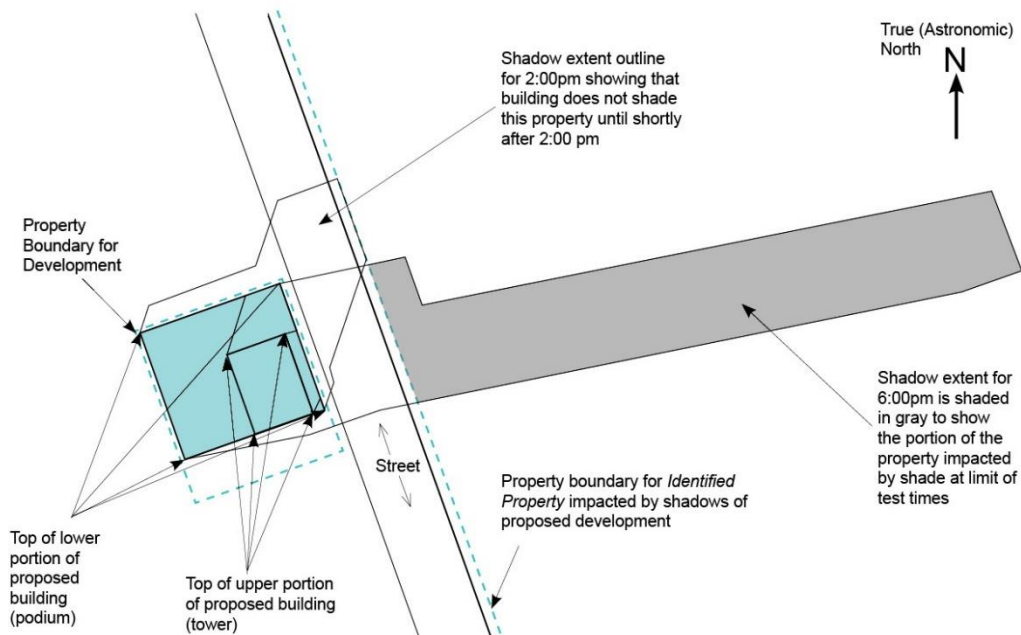 True (Astronomic)
North
N
Shadow extent outline
for 2:00pm showing that
building does not shade
this property until shortly
after 2:00 pm
Property
Boundary for
Development
Shadow extent for
6:00pm is shaded
in gray to show
the portion of the
property impacted
by shade at limit of
test times
Street
Property boundary for Identified
Property impacted by shadows of
proposed development
Top of lower
portion of
proposed
building
(podium)
Top of upper portion
of proposed building
(tower)